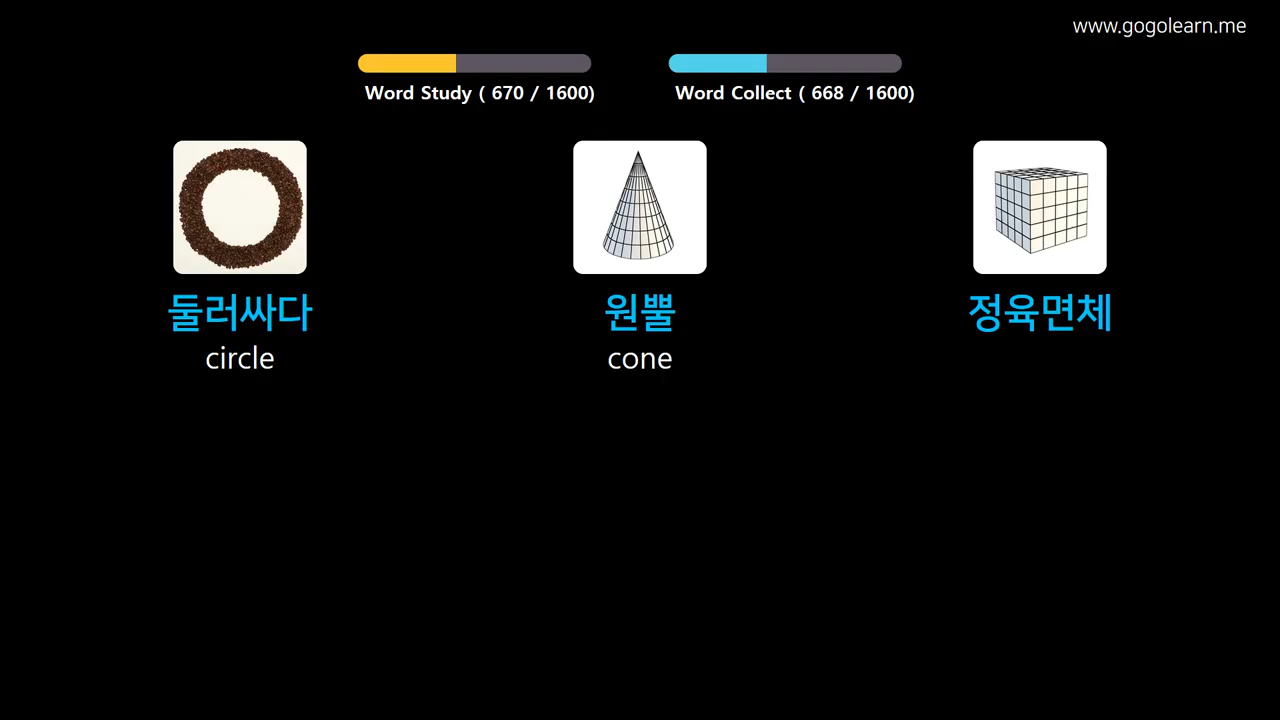 www.gogolearn.me
Word Study ( 670 / 1600)
Word Collect ( 668 / 1600)
둘러싸다
circle
원뿔
cone
정육면체